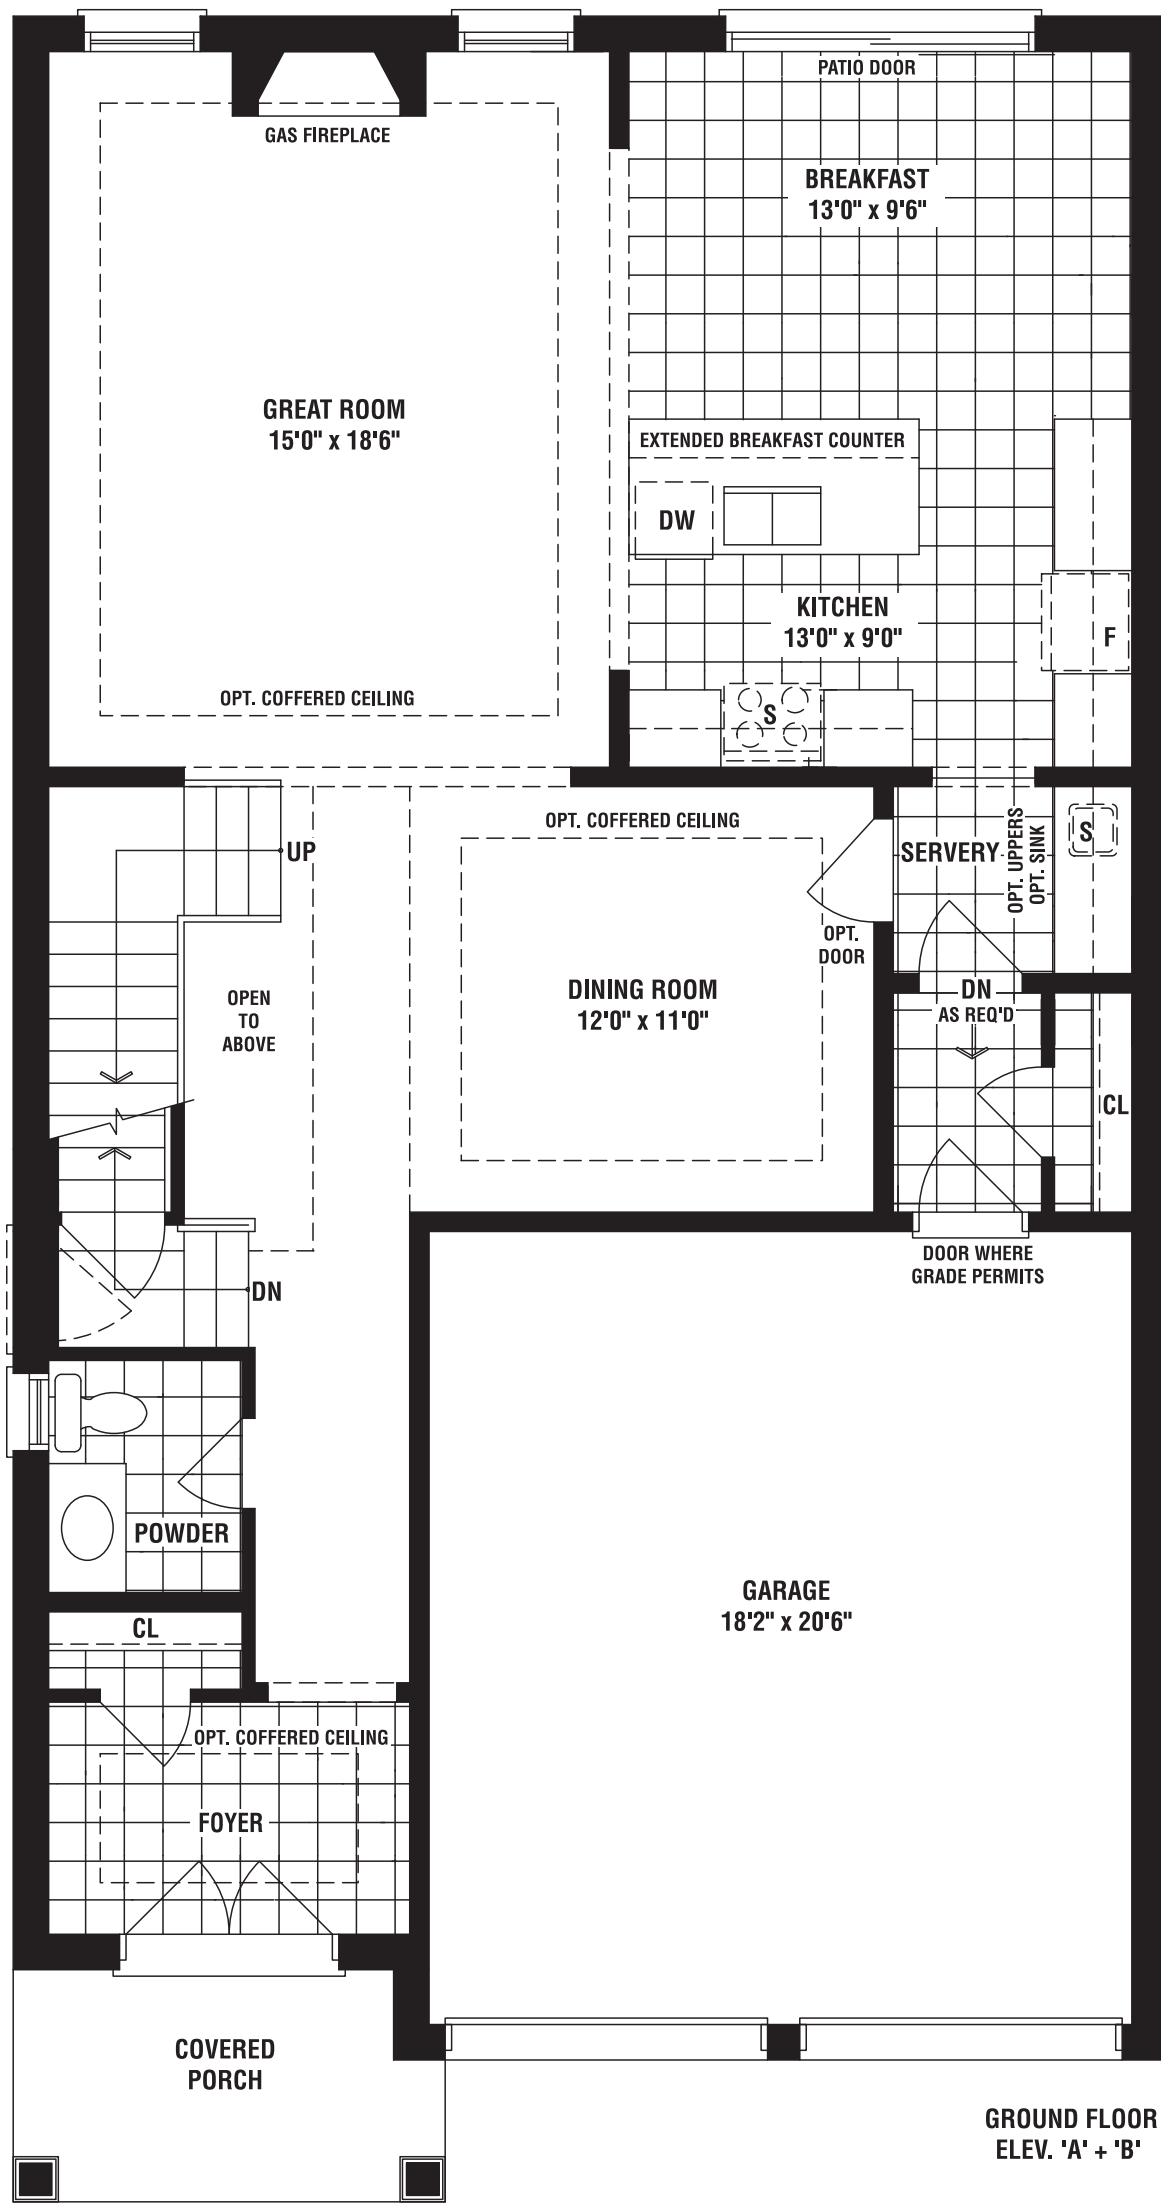 PATIO DOOR
GAS FIREPLACE
BREAKFAST
13'0" x 9'6"
GREAT ROOM
15'0" x 18'6"
EXTENDED BREAKFAST COUNTER
DW
KITCHEN
13'0" x 9'0"
F
OPT. COFFERED CEILING
S
UP
OPT. COFFERED CEILING
SERVERY
OPT. UPPERS
OPT. SINK
S
OPT.
DOOR
OPEN
TO
ABOVE
DINING ROOM
12'0" x 11'0"
DN
AS REQ'D
CL
DN
DOOR WHERE
GRADE PERMITS
POWDER
GARAGE
18'2" x 20'6"
CL
OPT. COFFERED CEILING
FOYER
COVERED
PORCH
GROUND FLOOR
ELEV. 'A' + 'B'